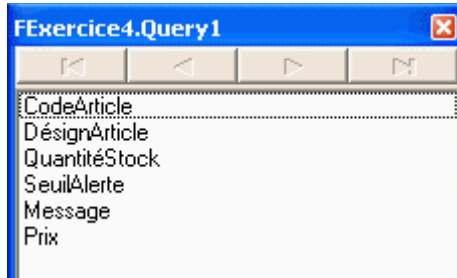 FExercice4.Query1
CodeArticle
DésignArticle
QuantitéStock
SeuilAlerte
Message
Prix